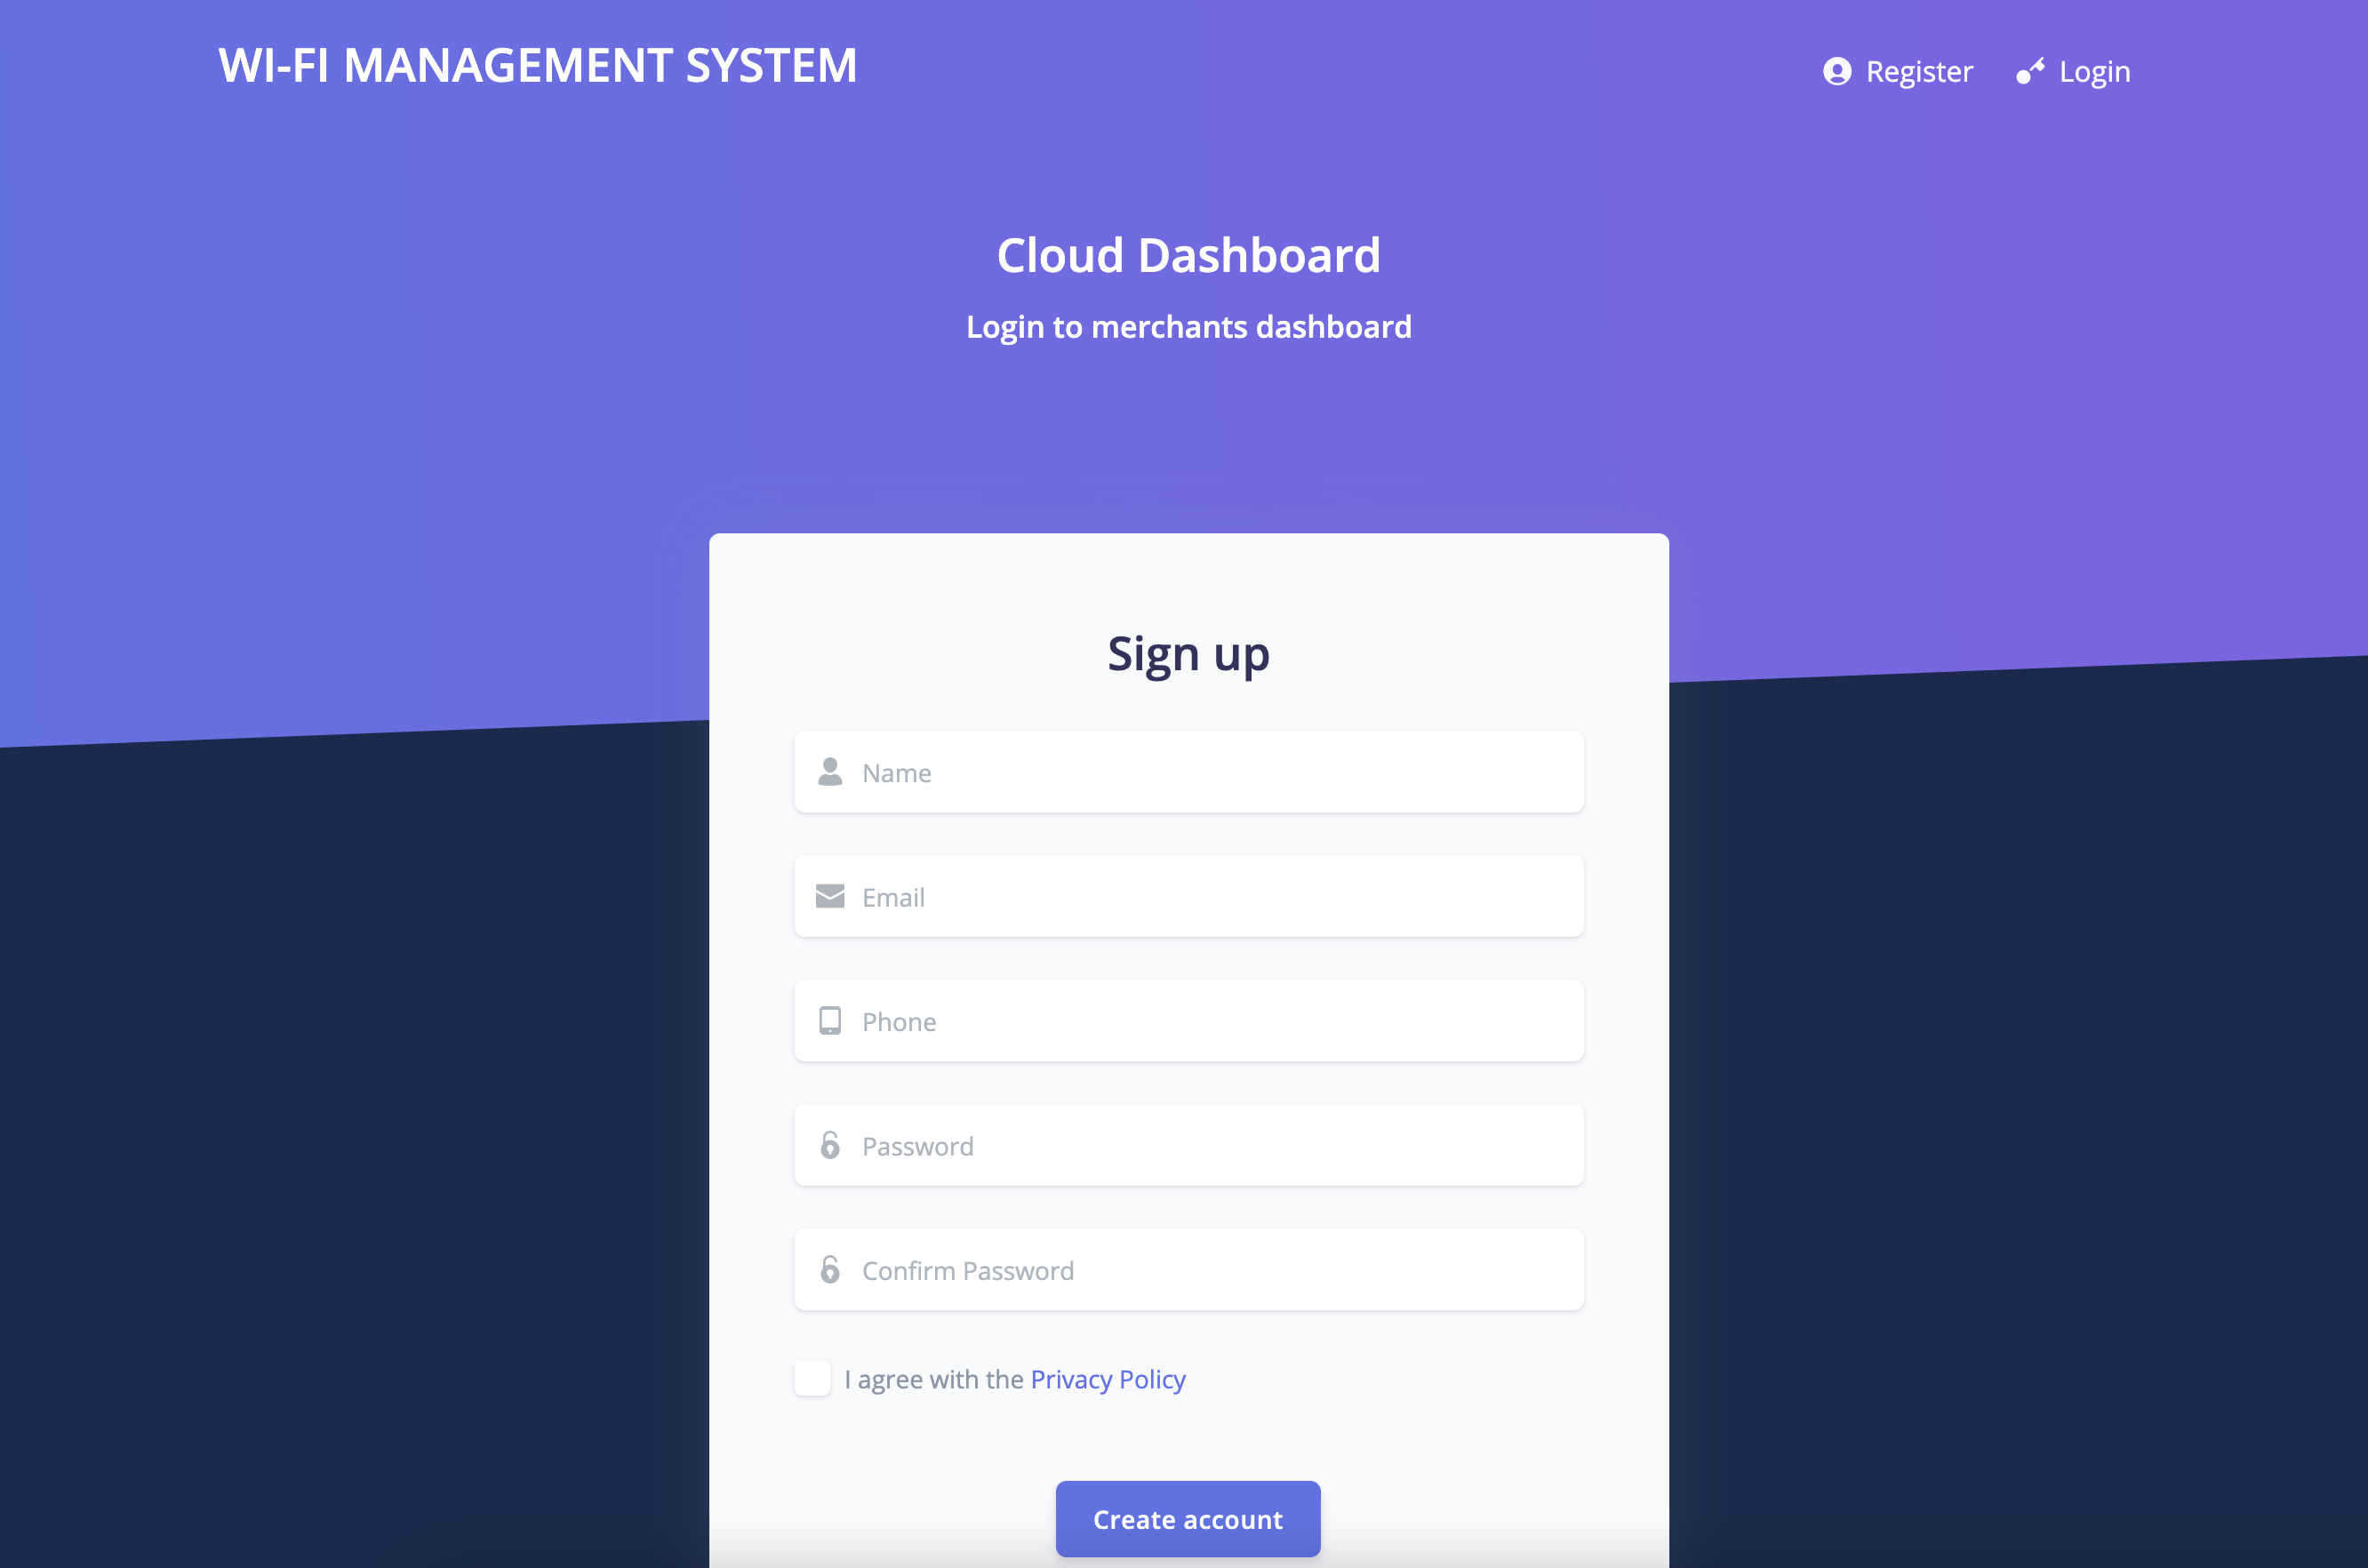 WI-FI MANAGEMENT SYSTEM
Register
Login
Cloud Dashboard
Login to merchants dashboard
Sign up
Name
Email
Phone
Password
Confirm Password
I agree with the Privacy Policy
Create account